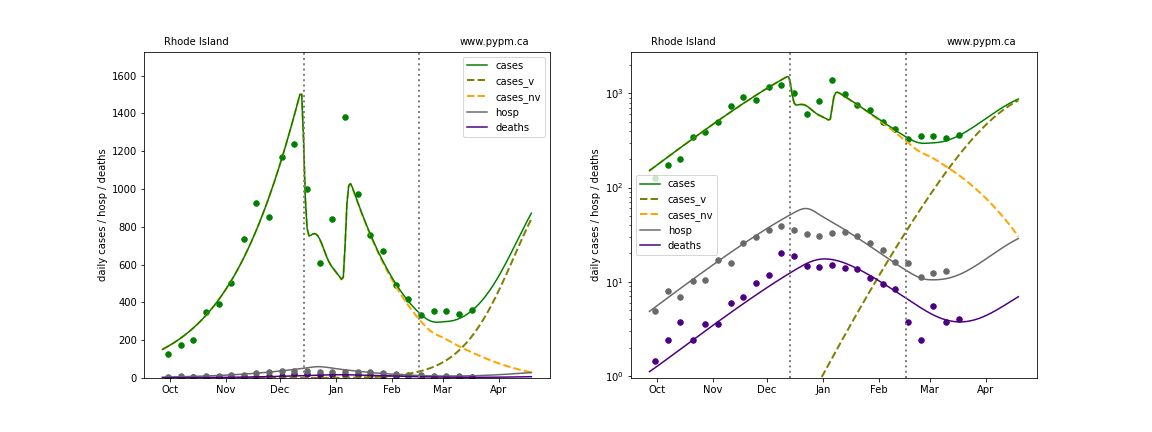 Rhode Island www.pypm.ca
daily cases / hosp / deaths
1600
1400
1200
1000
800
600
400
200
0
cases
cases_v
cases_nv
hosp
deaths
Oct Nov Dec Jan Feb Mar Apr
Rhode Island www.pypm.ca
daily cases / hosp / deaths
10³
10²
10¹
10⁰
cases
cases_v
cases_nv
hosp
deaths
Oct Nov Dec Jan Feb Mar Apr